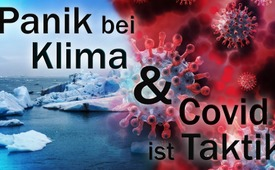 Panik bei
Klima
& Covid
ist Taktik